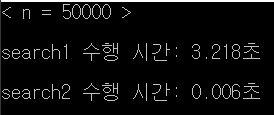 < n = 50000 >
search1 수행 시간: 3.218초
search2 수행 시간: 0.006초